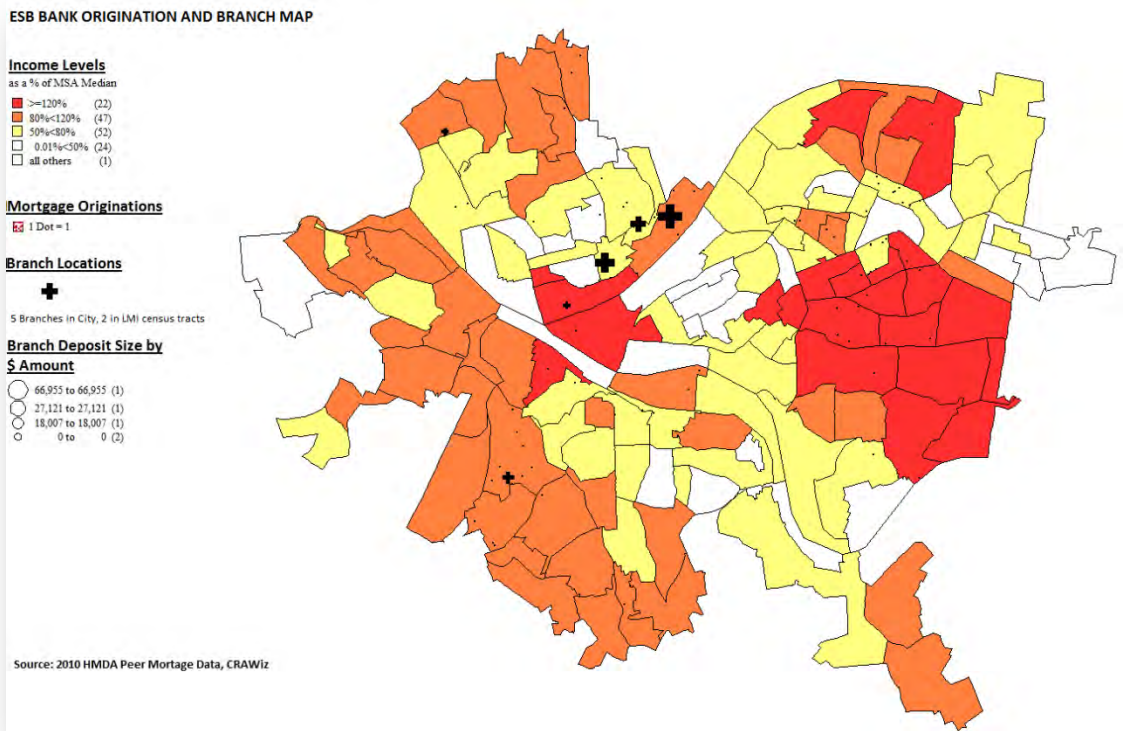 ESB BANK ORIGINATION AND BRANCH MAP
Income Levels
as a % of MSA Median
>=120% (22)
80%<120% (47)
50%<80% (52)
0.01%<50% (24)
all others (1)
Mortgage Originations
1 Dot = 1
Branch Locations
5 Branches in City, 2 in LMI census tracts
Branch Deposit Size by
$ Amount
66,955 to 66,955 (1)
27,121 to 27,121 (1)
18,007 to 18,007 (1)
0 to 0 (2)
Source: 2010 HMDA Peer Mortage Data, CRAWiz